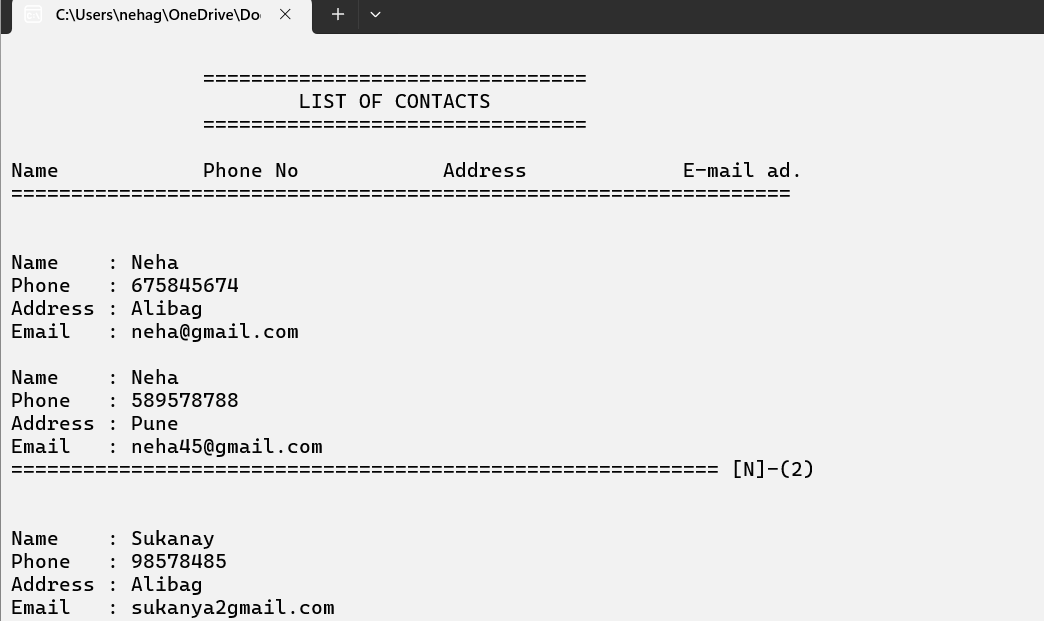 C:\Users\nehag\OneDrive\Do
===============================
LIST OF CONTACTS
===============================
Name Phone No Address E-mail ad.
=================================================================
Name : Neha
Phone : 675845674
Address : Alibag
Email : neha@gmail.com
Name : Neha
Phone : 589578788
Address : Pune
Email : neha45@gmail.com
=========================================================== [N]-(2)
Name : Sukanay
Phone : 98578485
Address : Alibag
Email : sukanya2gmail.com